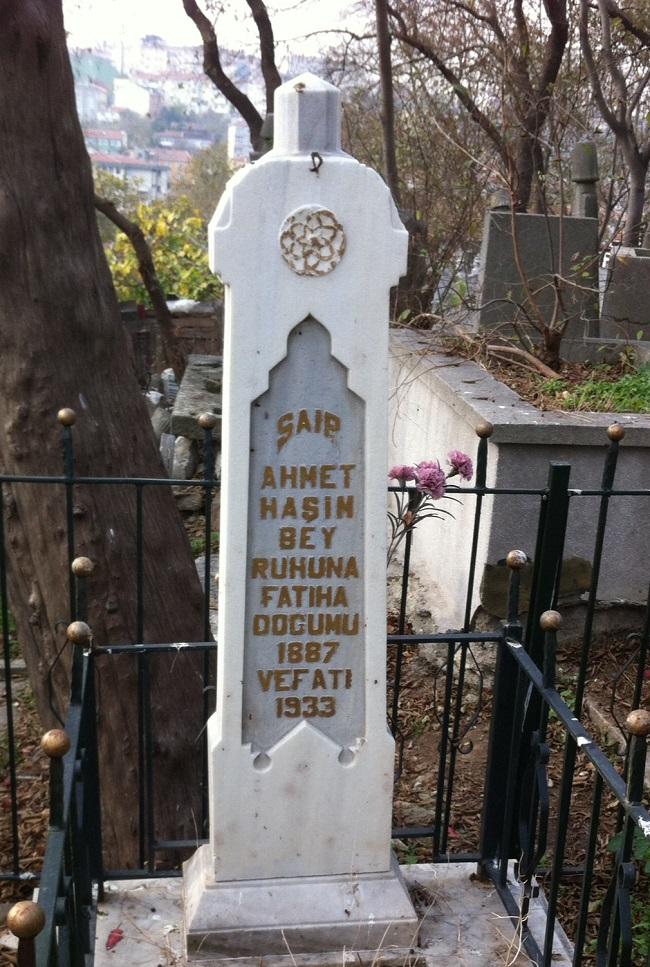 ŞAİR
AHMET
HAŞİM
BEY
RUHUNA
FATİHA
DOĞUMU
1887
VEFATI
1933